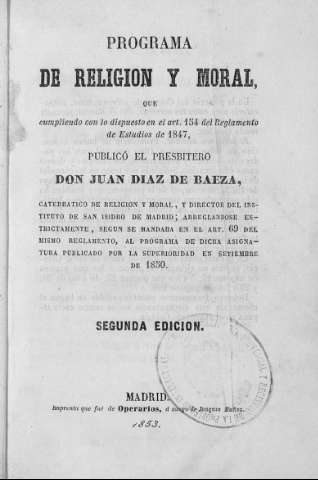 PROGRAMA
DE RELIGION Y MORAL,
QUE
cumpliendo con lo dispuesto en el art. 154 del Reglamento
de Estudios de 1847,
PUBLICÓ EL PRESBITERO
DON JUAN DIAZ DE BAEZA,
CATEDRATICO DE RELIGION Y MORAL, Y DIRECTOR DEL INS-
TITUTO DE SAN ISIDRO DE MADRID; ARREGLANDOSE ES-
TRICTAMENTE, SEGUN SE MANDABA EN EL ART. 69 DEL
MISMO REGLAMENTO, AL PROGRAMA DE DICHA ASIGNA-
TURA PUBLICADO POR LA SUPERIORIDAD EN SETIEMBRE
DE 1850.
SEGUNDA EDICION.
MADRID.
Imprenta que fué de Operarios, á cargo de
1853.